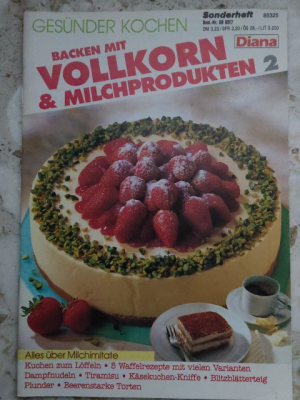 GESÜNDER KOCHEN
Sonderheft
BACKEN MIT
Diana
VOLLKORN
& MILCHPRODUKTEN 2
Alles über Milchimitate
Kuchen zum Löffeln • 5 Waffelrezepte mit vielen Varianten
Dampfnudeln • Tiramisu • Käsekuchen-Kniffe • Blitzblätterteig
Plunder • Beerenstarke Torten